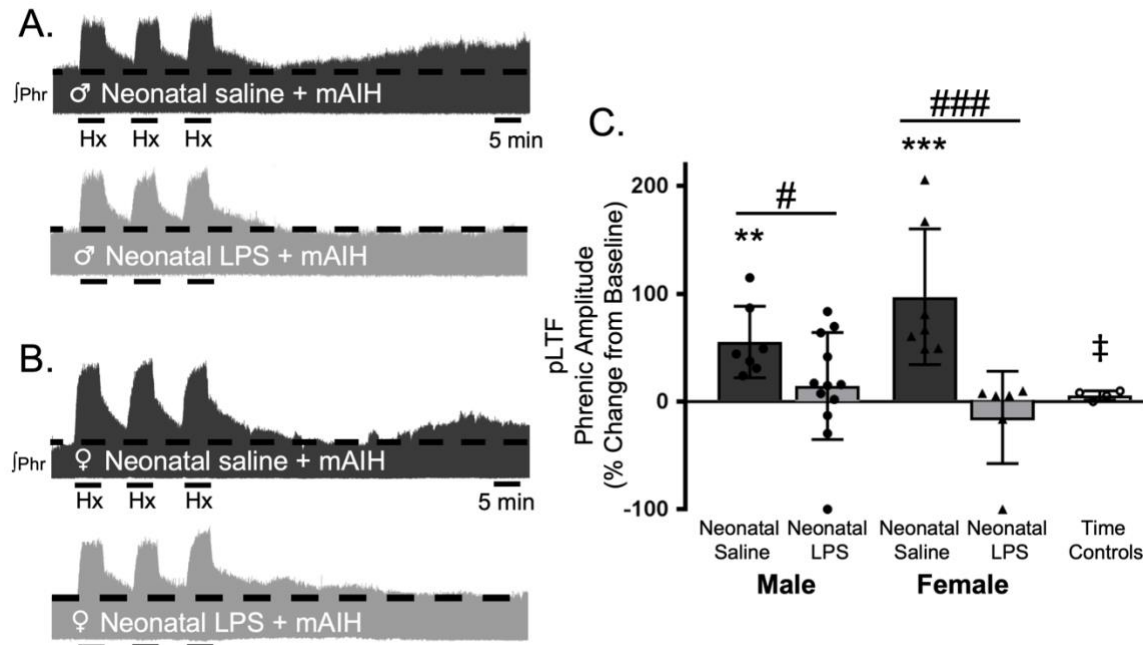 A.
∫Phr
♂ Neonatal saline + mAIH
Hx Hx Hx 5 min
♂ Neonatal LPS + mAIH
B.
∫Phr
♀ Neonatal saline + mAIH
Hx Hx Hx 5 min
♀ Neonatal LPS + mAIH
C.
###
***
#
**
‡
pLTF
Phrenic Amplitude
(% Change from Baseline)
200
100
0
-100
Neonatal Neonatal Neonatal Neonatal Time
Saline LPS Saline LPS Controls
Male Female